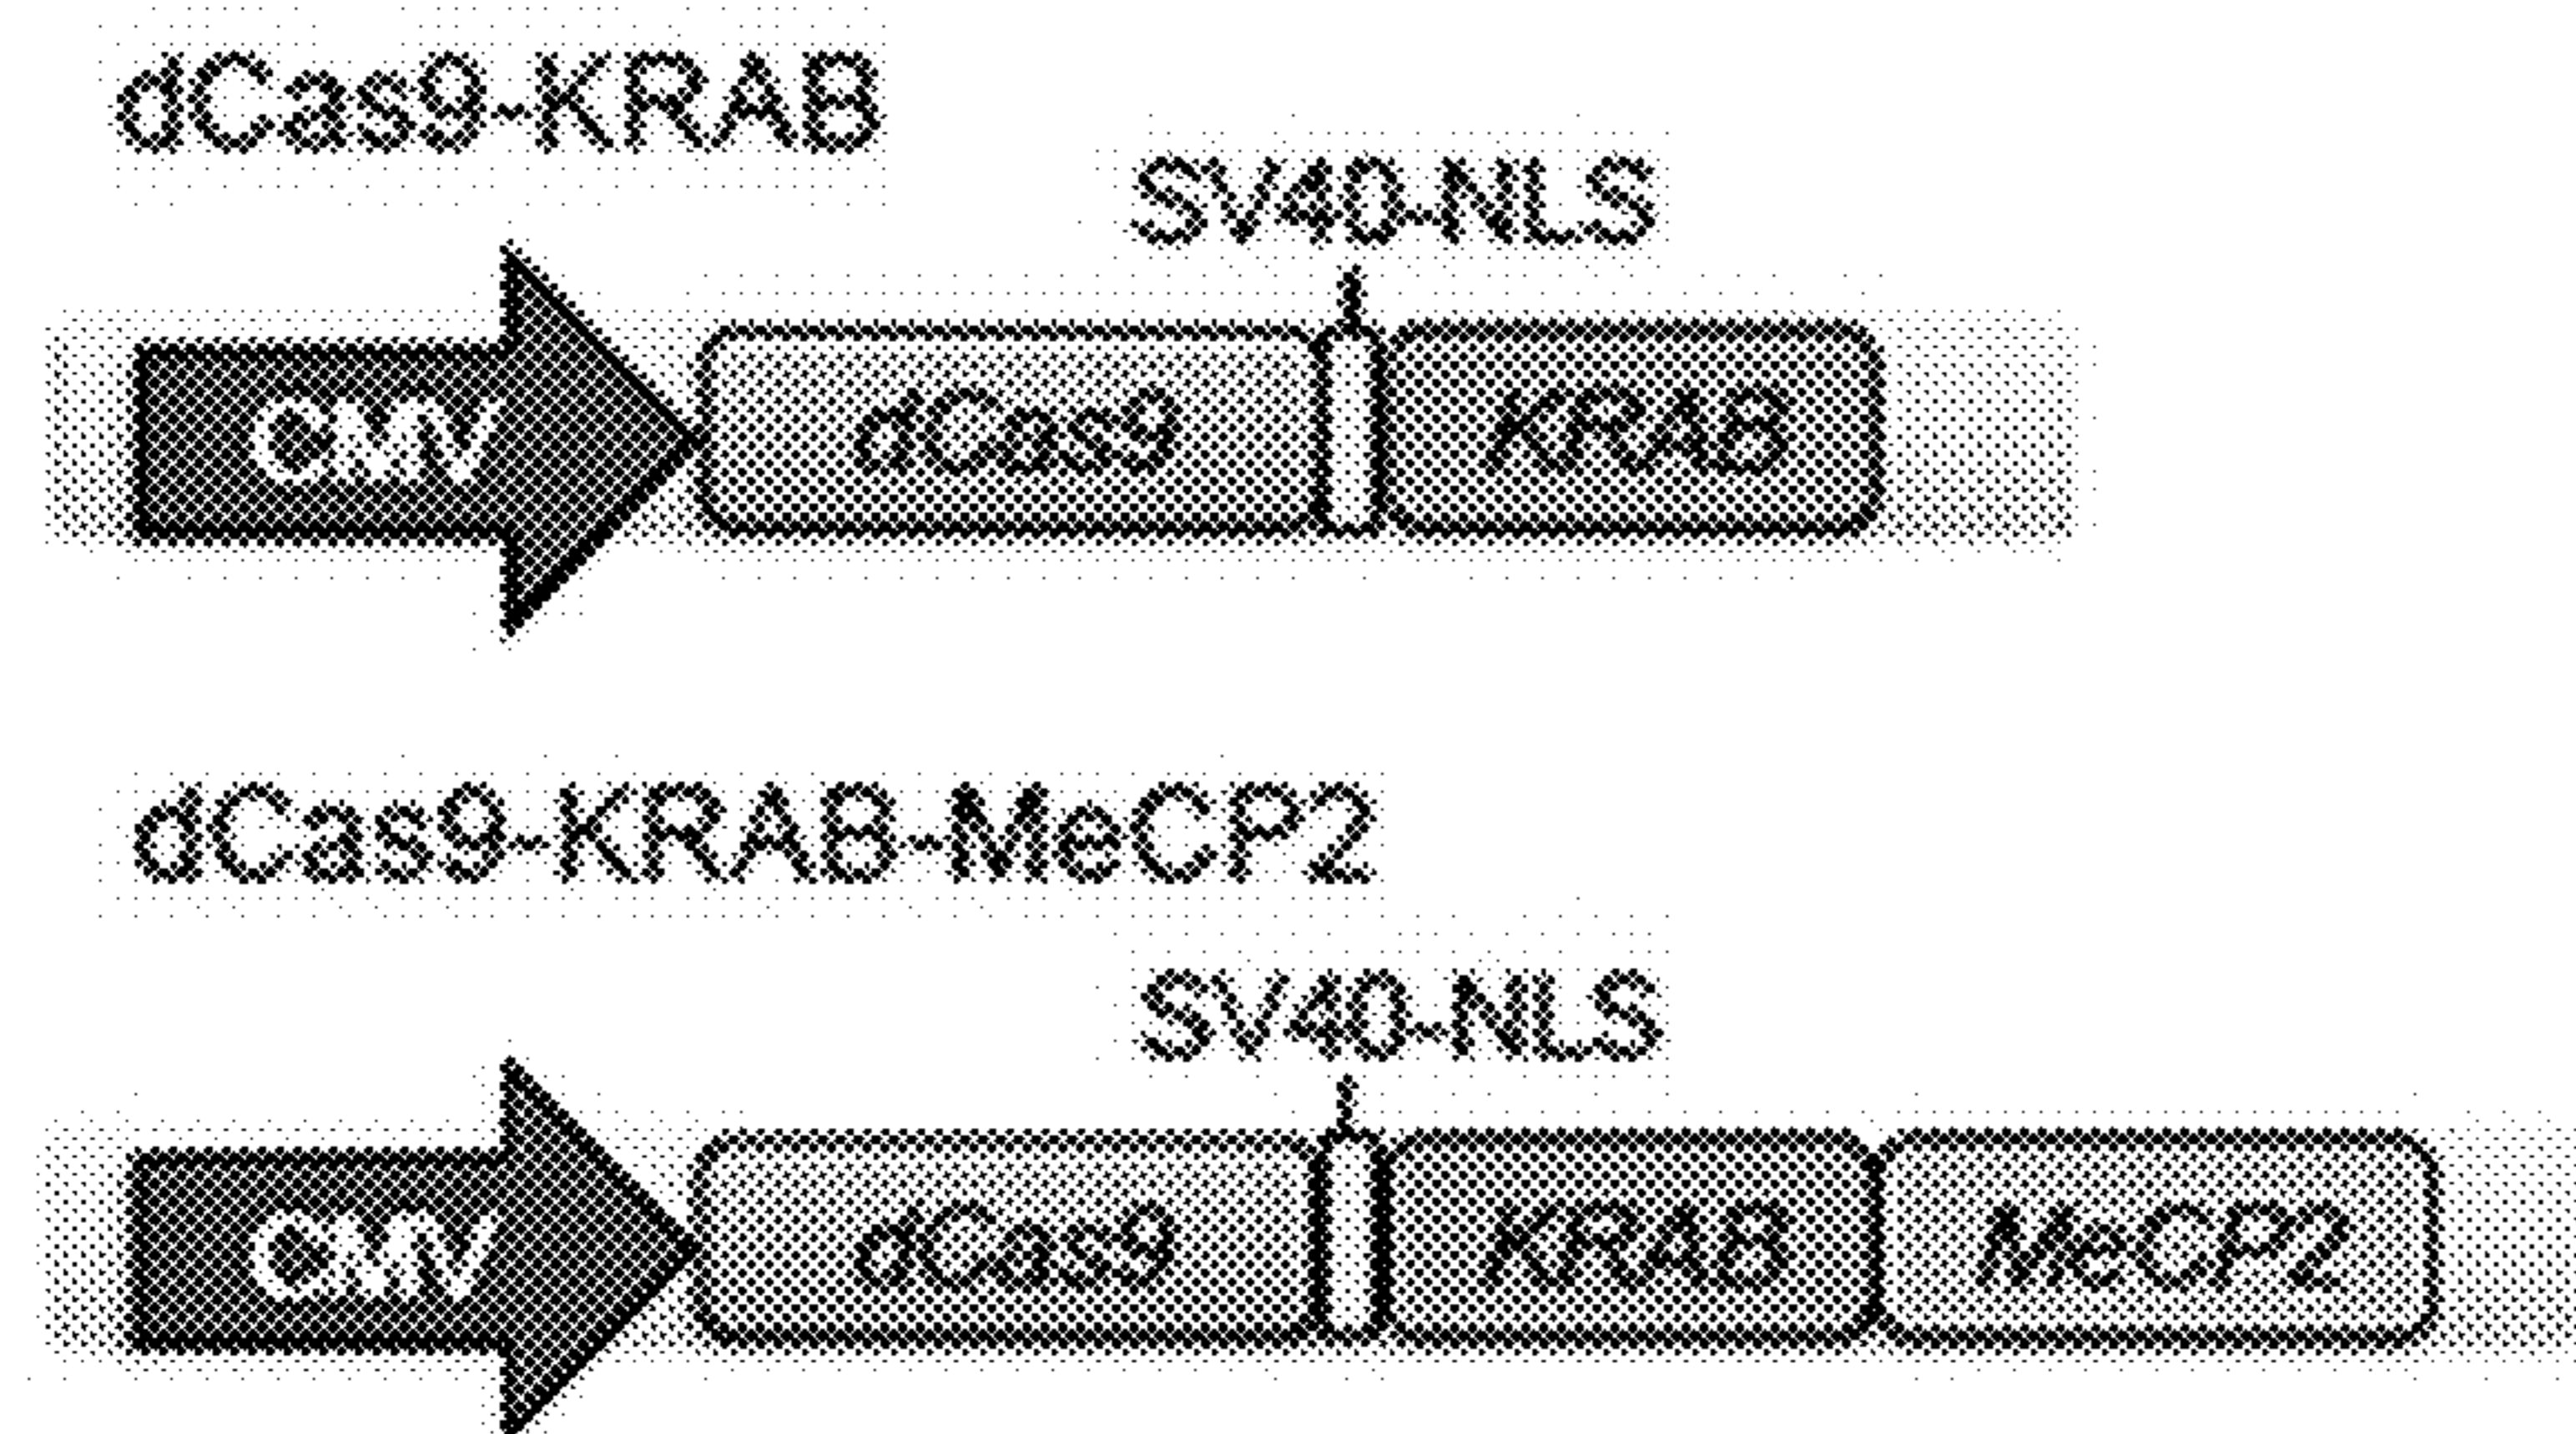 dCas9-KRAB
SV40-NLS
CMV dCas9 KRAB
dCas9-KRAB-MeCP2
SV40-NLS
CMV dCas9 KRAB MeCP2